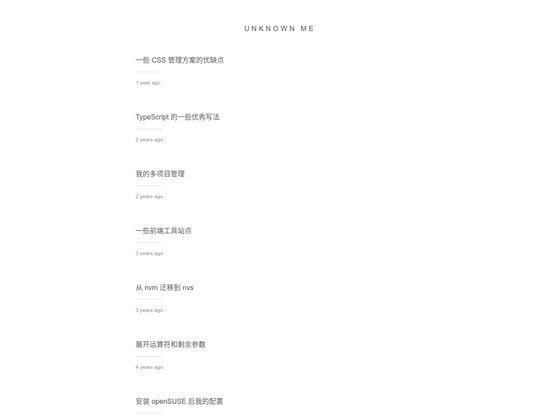 UNKNOWN ME
一些 CSS 管理方案的优缺点
1 year ago
TypeScript 的一些优秀写法
2 years ago
我的多项目管理
2 years ago
一些前端工具站点
3 years ago
从 nvm 迁移到 nvs
3 years ago
展开运算符和剩余参数
4 years ago
安装 openSUSE 后我的配置